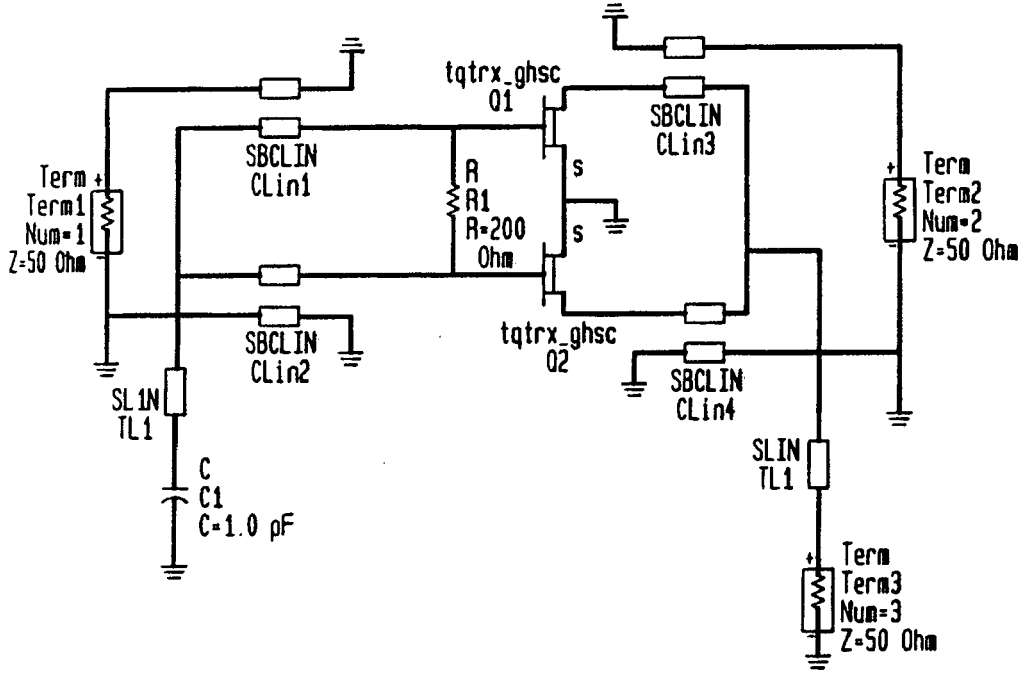 tqtrx_ghsc
Q1
SBCLIN
CLin3
SBCLIN
CLin1
Term
Term1
Num=1
Z=50 Ohm
+
-
R
R1
R=200
Ohm
S
S
+
-
Term
Term2
Num=2
Z=50 Ohm
SBCLIN
CLin2
tqtrx_ghsc
Q2
SBCLIN
CLin4
SL1N
TL1
C
C1
C=1.0 pF
SLIN
TL1
+
-
Term
Term3
Num=3
Z=50 Ohm